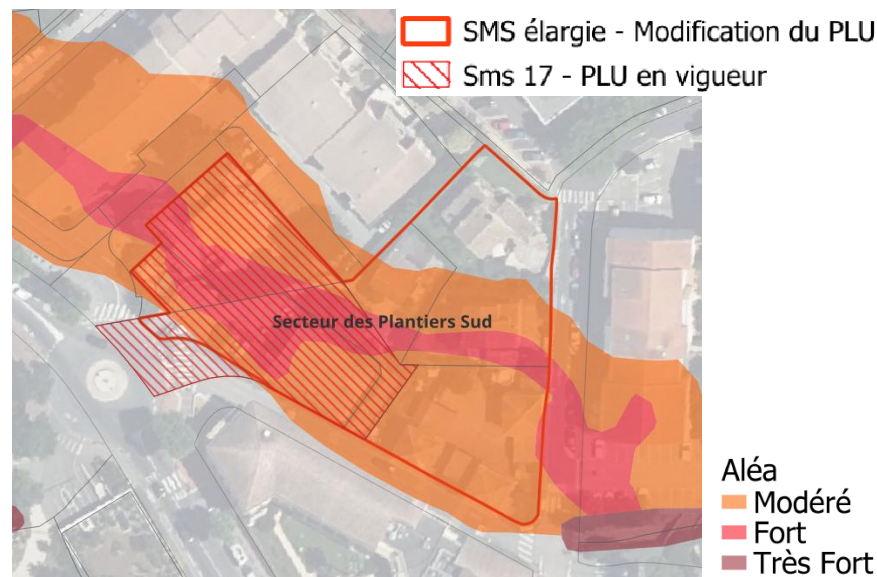 SMS élargie - Modification du PLU
Sms 17 - PLU en vigueur
Secteur des Plantiers Sud
Aléa
Modéré
Fort
Très Fort